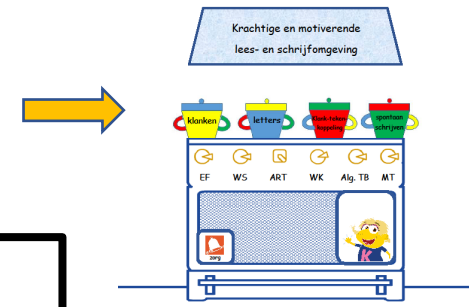 Krachtige en motiverende
lees- en schrijfomgeving
klanken
letters
Klank-teken-
koppeling
spontaan
schrijven
EF WS ART WK Alg. TB MT
zorg
K